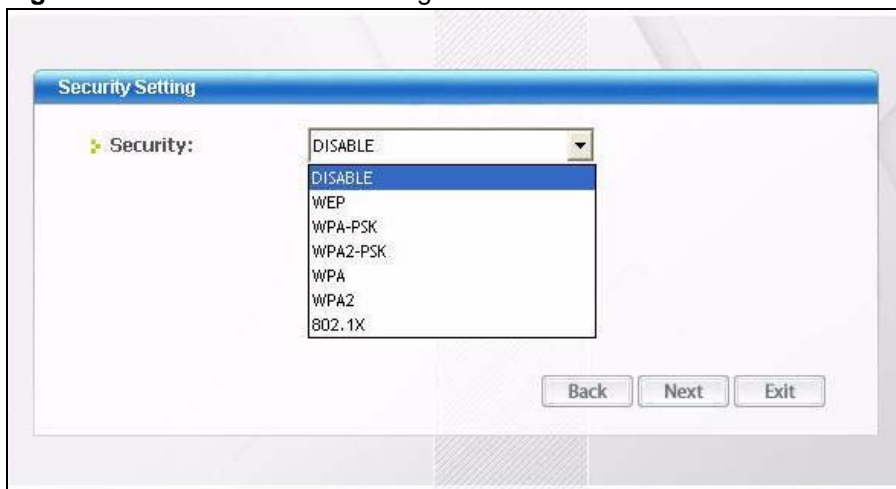 Security Setting
Security: DISABLE
DISABLE
WEP
WPA-PSK
WPA2-PSK
WPA
WPA2
802.1X
Back Next Exit